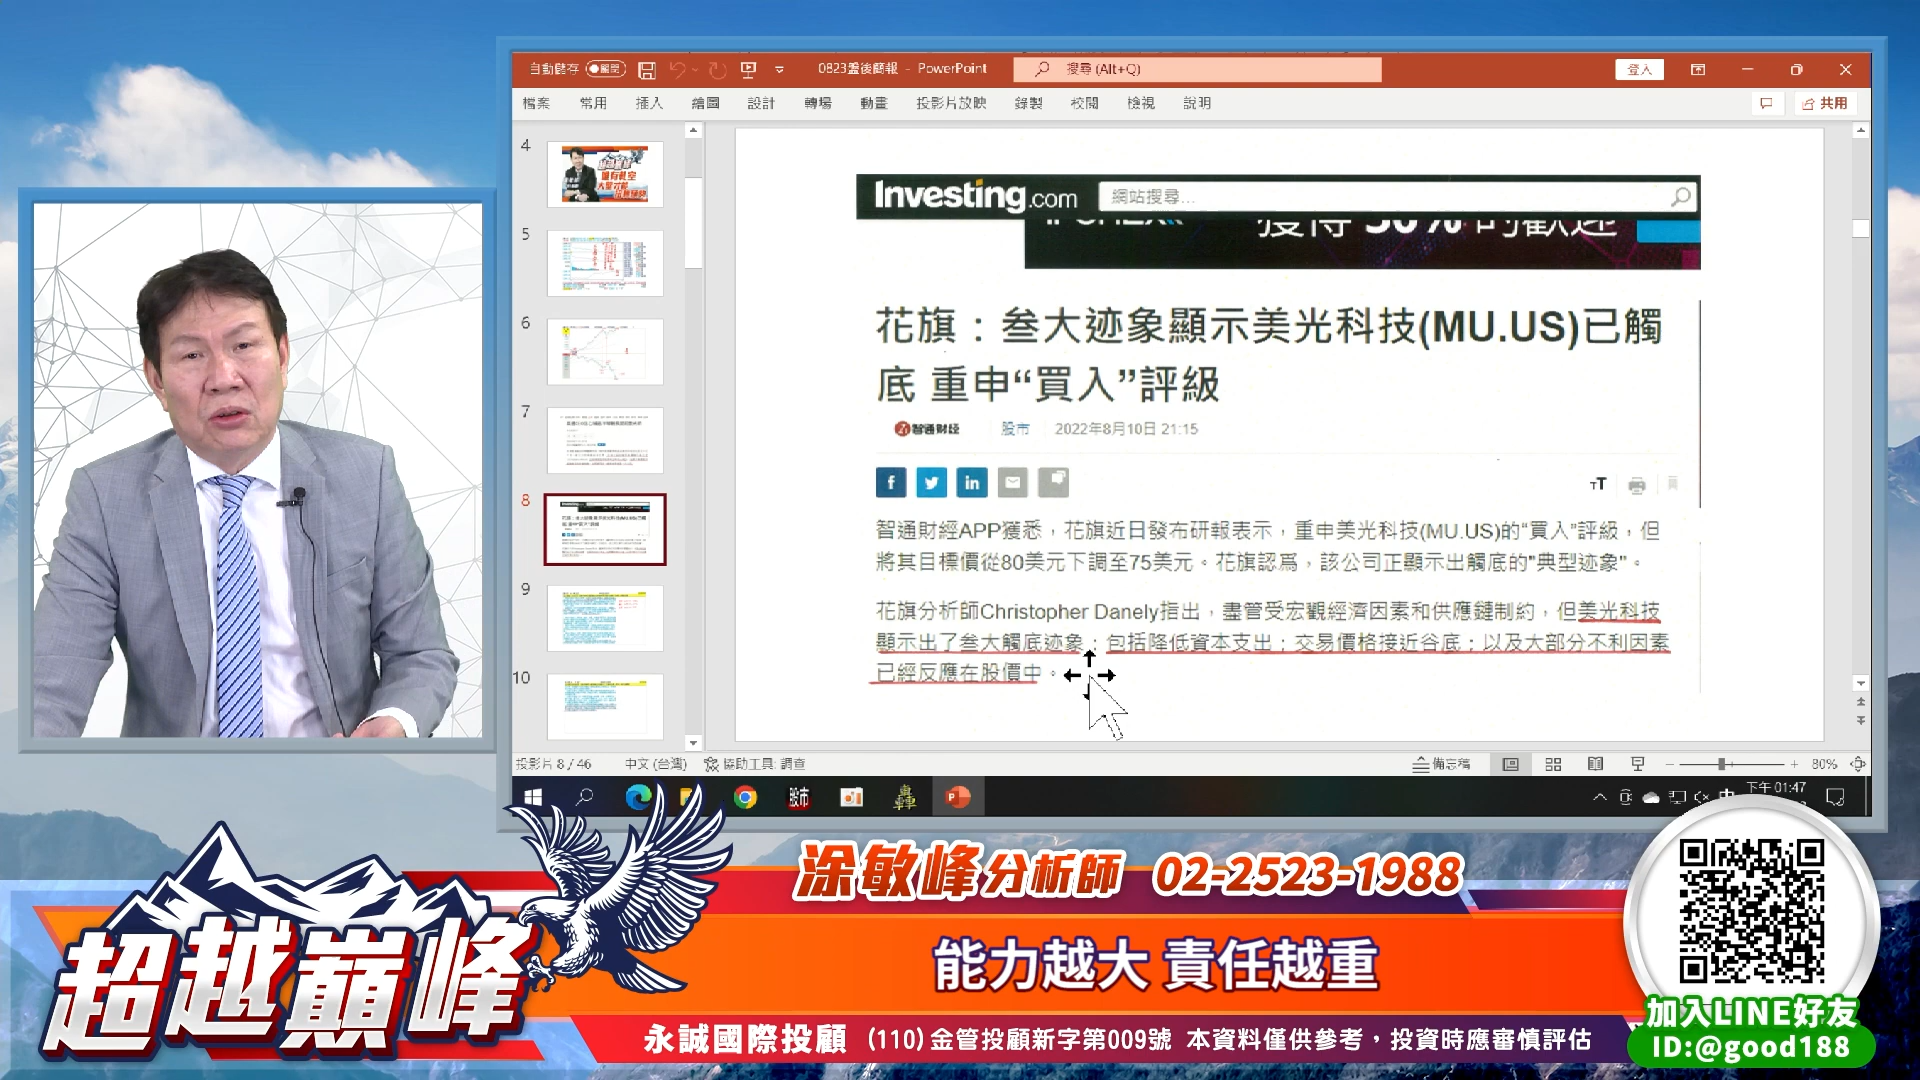 自動儲存 關閉 0823盤後簡報 - PowerPoint 搜尋 (Alt+Q) 登入
檔案 常用 插入 繪圖 設計 轉場 動畫 投影片放映 錄製 校閱 檢視 說明 共用
4
5
6
7
8
9
10
Investing.com 網站搜尋...
花旗：叁大迹象顯示美光科技(MU.US)已觸
底 重申“買入”評級
智通财经 股市 2022年8月10日 21:15
智通財經APP獲悉，花旗近日發布研報表示，重申美光科技(MU.US)的“買入”評級，但
將其目標價從80美元下調至75美元。花旗認爲，該公司正顯示出觸底的"典型迹象"。
花旗分析師Christopher Danely指出，盡管受宏觀經濟因素和供應鏈制約，但美光科技
顯示出了叁大觸底迹象：包括降低資本支出；交易價格接近谷底；以及大部分不利因素
已經反應在股價中。
投影片 8 / 46 中文 (台灣) 協助工具: 調查 備忘稿 80%
股市 下午 01:47
涂敏峰分析師 02-2523-1988
超越巔峰
能力越大 責任越重
永誠國際投顧 (110)金管投顧新字第009號 本資料僅供參考，投資時應審慎評估
加入LINE好友
ID:@good188